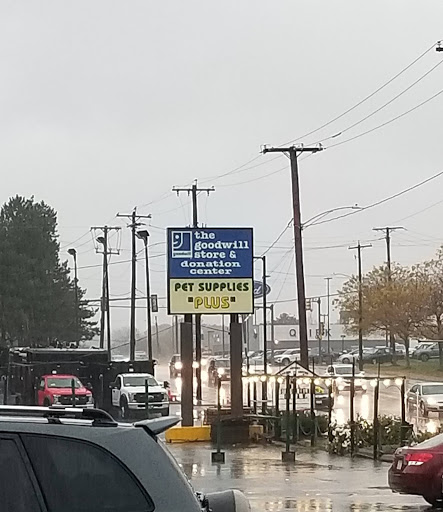 the
goodwill
store &
donation
center
PET SUPPLIES
"PLUS"